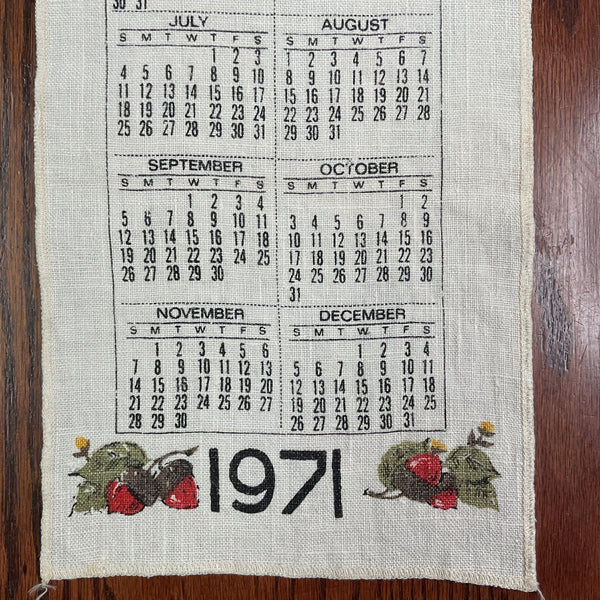 30 31
JULY AUGUST
S M T W T F S S M T W T F S
1 2 3 1 2 3 4 5 6 7
4 5 6 7 8 9 10 8 9 10 11 12 13 14
11 12 13 14 15 16 17 15 16 17 18 19 20 21
18 19 20 21 22 23 24 22 23 24 25 26 27 28
25 26 27 28 29 30 31 29 30 31
SEPTEMBER OCTOBER
S M T W T F S S M T W T F S
1 2 3 4 1 2
5 6 7 8 9 10 11 3 4 5 6 7 8 9
12 13 14 15 16 17 18 10 11 12 13 14 15 16
19 20 21 22 23 24 25 17 18 19 20 21 22 23
26 27 28 29 30 24 25 26 27 28 29 30
31
NOVEMBER DECEMBER
S M T W T F S S M T W T F S
1 2 3 4 5 6 1 2 3 4
7 8 9 10 11 12 13 5 6 7 8 9 10 11
14 15 16 17 18 19 20 12 13 14 15 16 17 18
21 22 23 24 25 26 27 19 20 21 22 23 24 25
28 29 30 26 27 28 29 30 31
1971